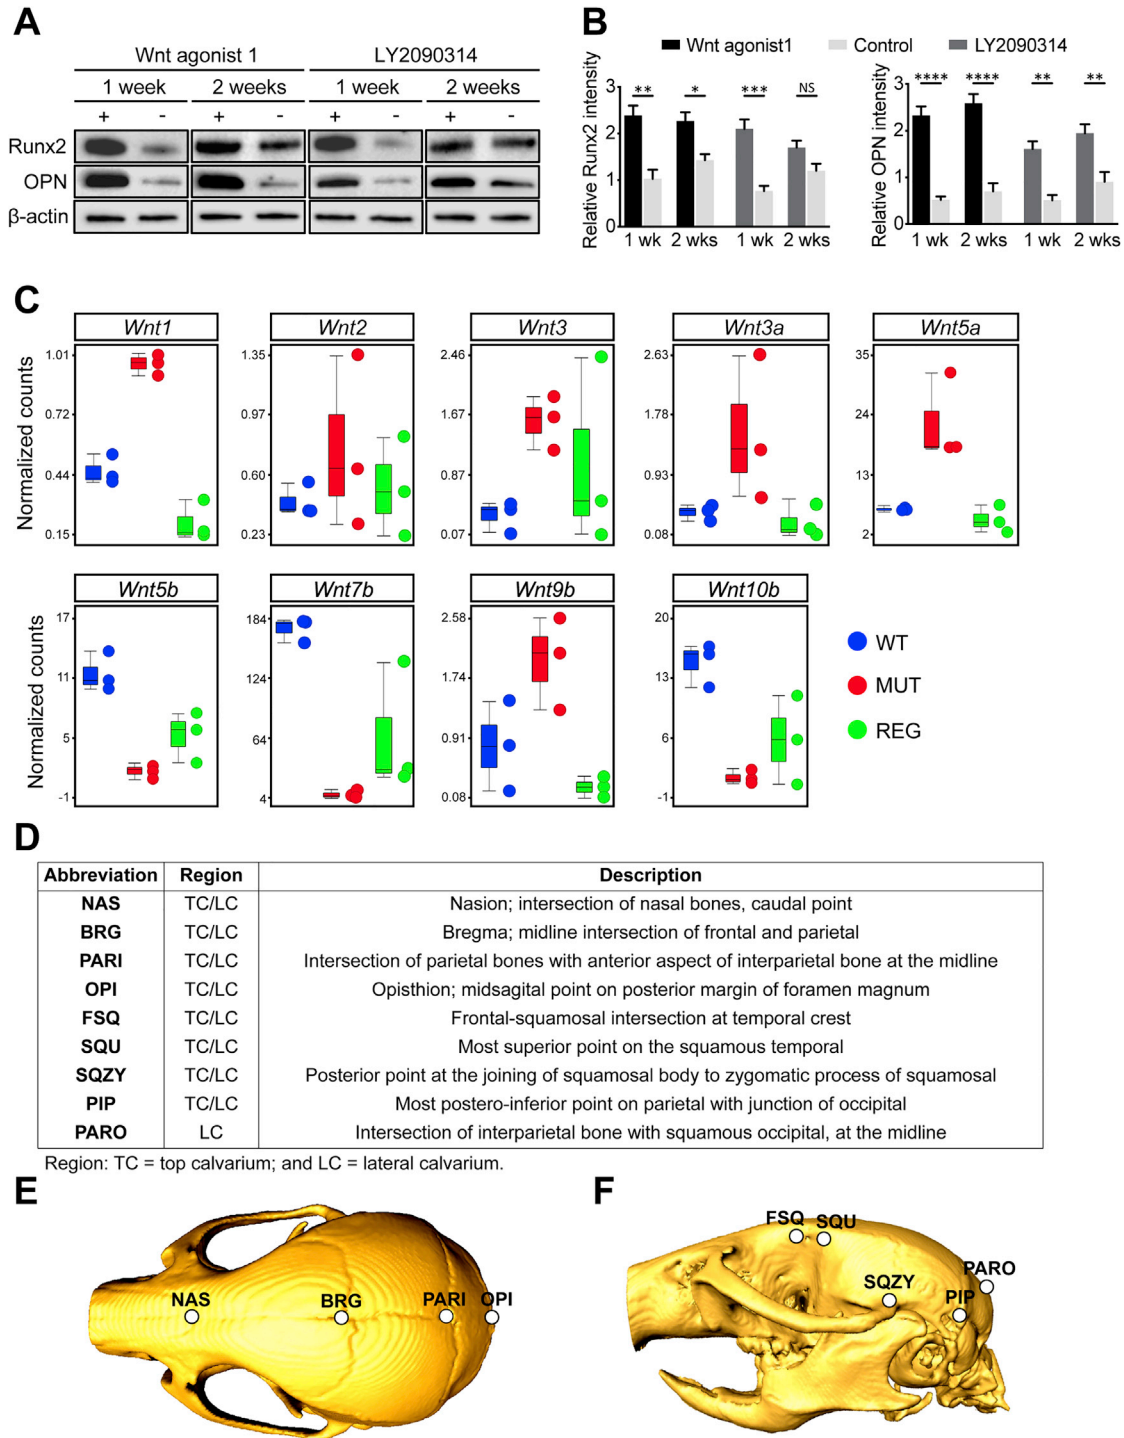 A
Wnt agonist 1 LY2090314
1 week 2 weeks 1 week 2 weeks
+ - + - + - + -
Runx2
OPN
β-actin
B
Wnt agonist1 Control LY2090314
Relative Runx2 intensity
3
2
1
0
** * *** NS
1 wk 2 wks 1 wk 2 wks
Relative OPN intensity
3
2
1
0
**** **** ** **
1 wk 2 wks 1 wk 2 wks
C
Wnt1 Wnt2 Wnt3 Wnt3a Wnt5a
Normalized counts
1.01 1.35 2.46 2.63 35
0.72 0.97 1.67 1.78 24
0.44 0.60 0.87 0.93 13
0.15 0.23 0.07 0.08 2
Wnt5b Wnt7b Wnt9b Wnt10b
Normalized counts
17 184 2.58 20
11 124 1.74 13
5 64 0.91 6
-1 4 0.08 -1
WT
MUT
REG
D
Abbreviation Region Description
NAS TC/LC Nasion; intersection of nasal bones, caudal point
BRG TC/LC Bregma; midline intersection of frontal and parietal
PARI TC/LC Intersection of parietal bones with anterior aspect of interparietal bone at the midline
OPI TC/LC Opisthion; midsagital point on posterior margin of foramen magnum
FSQ TC/LC Frontal-squamosal intersection at temporal crest
SQU TC/LC Most superior point on the squamous temporal
SQZY TC/LC Posterior point at the joining of squamosal body to zygomatic process of squamosal
PIP TC/LC Most postero-inferior point on parietal with junction of occipital
PARO LC Intersection of interparietal bone with squamous occipital, at the midline
Region: TC = top calvarium; and LC = lateral calvarium.
E
NAS BRG PARI OPI
F
FSQ SQU
SQZY PIP PARO